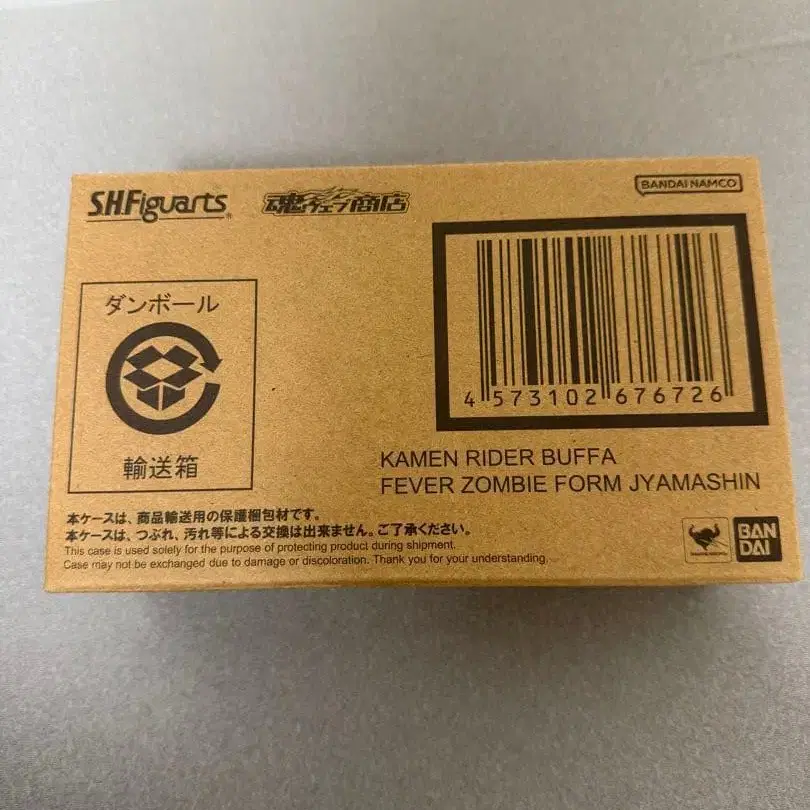 S.H.Figuarts®
魂ウェブ商店
BANDAI NAMCO
ダンボール
輸送箱
4 573102 676726
KAMEN RIDER BUFFA
FEVER ZOMBIE FORM JYAMASHIN
本ケースは、商品輸送用の保護梱包材です。
本ケースは、つぶれ、汚れ等による交換は出来ません。ご了承ください。
This case is used solely for the purpose of protecting product during shipment.
Case may not be exchanged due to damage or discoloration. Thank you for your understanding.
BAN
DAI